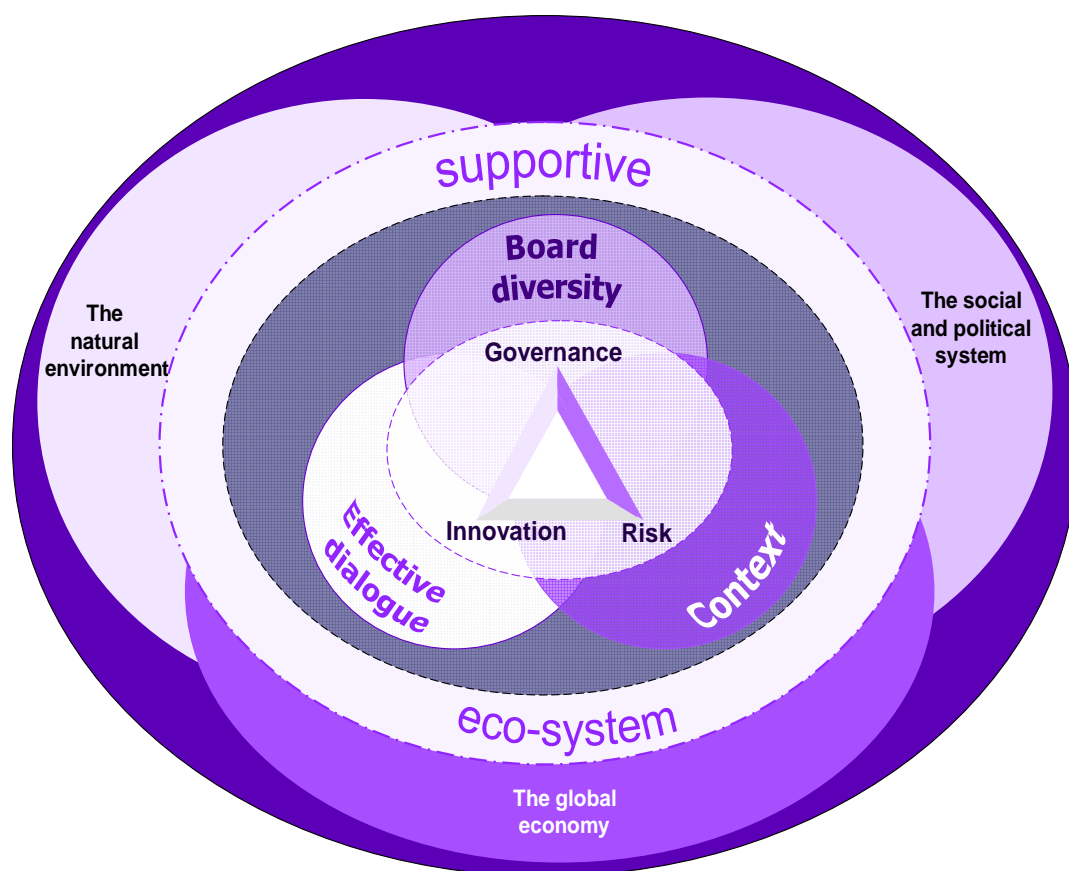 supportive
Board
diversity
The
natural
environment
The social
and political
system
Governance
Innovation
Risk
Effective
dialogue
Context
eco-system
The global
economy